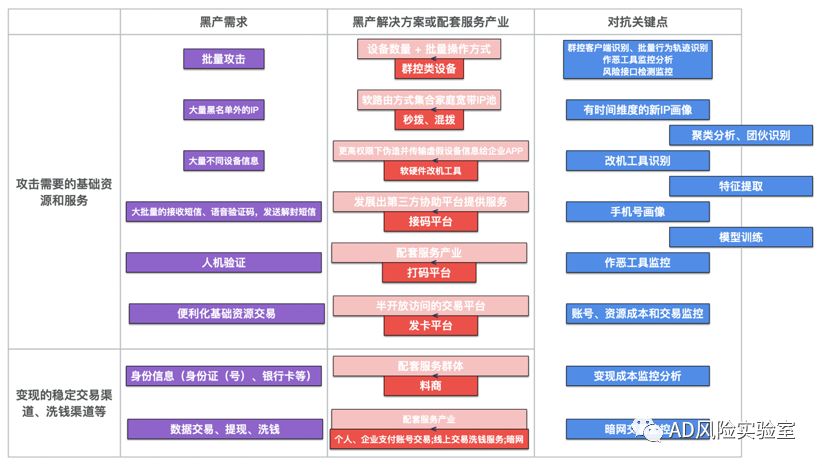 黑产需求
黑产解决方案或配套服务产业
对抗关键点
攻击需要的基础资
源和服务
批量攻击
设备数量 + 批量操作方式
群控类设备
群控客户端识别、批量行为轨迹识别
作恶工具监控分析
风险接口检测监控
大量黑名单外的IP
软路由方式集合家庭宽带IP池
秒拨、混拨
有时间维度的新IP画像
聚类分析、团伙识别
大量不同设备信息
更高权限下伪造并传输虚假设备信息给企业APP
软硬件改机工具
改机工具识别
特征提取
大批量的接收短信、语音验证码，发送解封短信
发展出第三方协助平台提供服务
接码平台
手机号画像
模型训练
人机验证
配套服务产业
打码平台
作恶工具监控
便利化基础资源交易
半开放访问的交易平台
发卡平台
账号、资源成本和交易监控
变现的稳定交易渠
道、洗钱渠道等
身份信息（身份证（号）、银行卡等）
配套服务群体
料商
变现成本监控分析
数据交易、提现、洗钱
配套服务产业
个人、企业支付账号交易;线上交易洗钱服务;暗网
暗网交
控
AD风险实验室